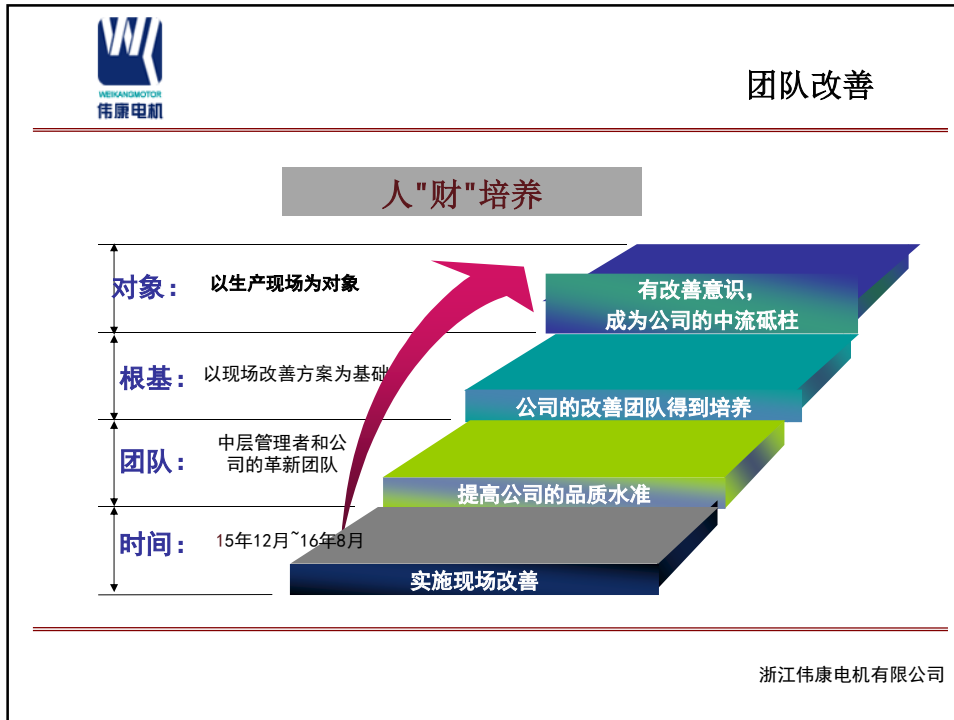 WEIKANGMOTOR
伟康电机
团队改善
人"财"培养
对象：
以生产现场为对象
有改善意识，
成为公司的中流砥柱
根基：
以现场改善方案为基础
公司的改善团队得到培养
团队：
中层管理者和公
司的革新团队
提高公司的品质水准
时间：
15年12月~16年8月
实施现场改善
浙江伟康电机有限公司